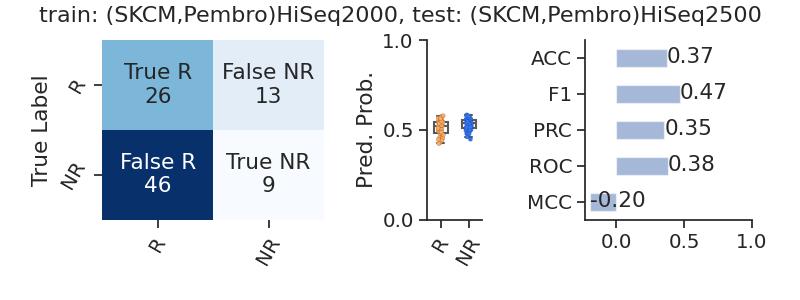 train: (SKCM,Pembro)HiSeq2000, test: (SKCM,Pembro)HiSeq2500
True Label
R
NR
True R
26
False NR
13
False R
46
True NR
9
R
NR
Pred. Prob.
1.0
0.5
0.0
R
NR
ACC
0.37
F1
0.47
PRC
0.35
ROC
0.38
MCC
-0.20
0.0
0.5
1.0